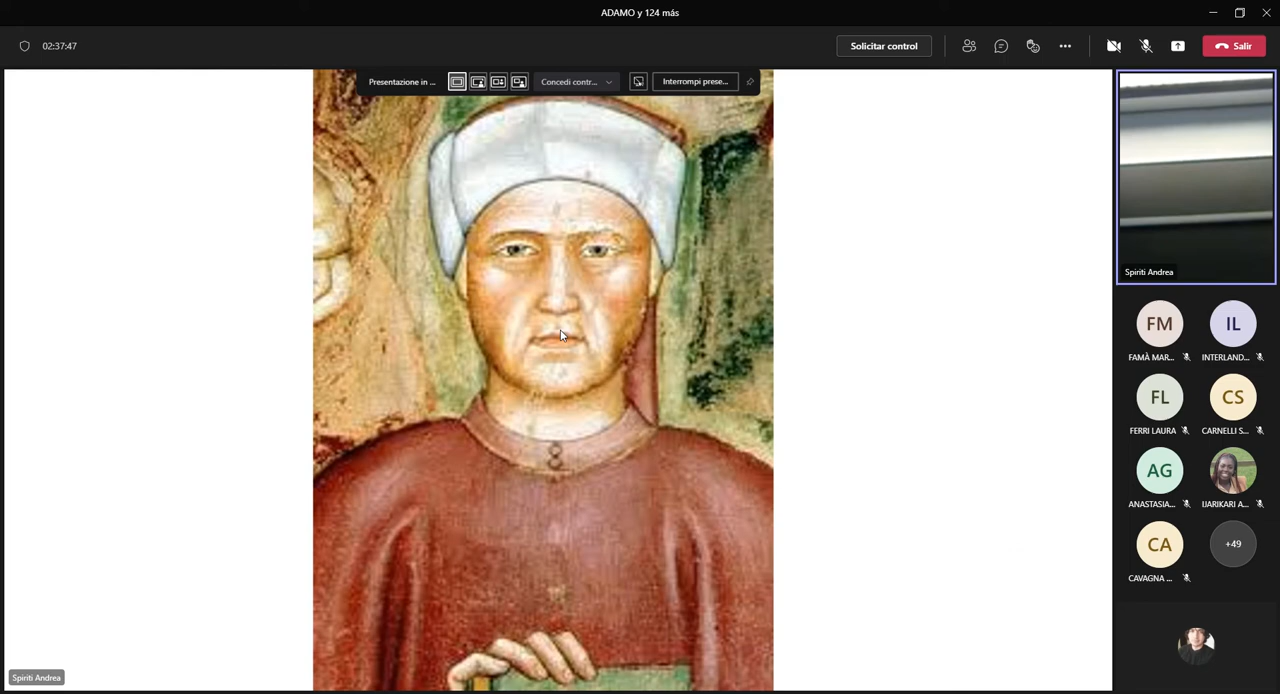 ADAMO y 124 más
02:37:47
Solicitar control
Salir
Presentazione in ...
Concedi contr...
Interrompi prese...
Spiriti Andrea
FM
IL
FAMÀ MAR...
INTERLAND...
FL
CS
FERRI LAURA
CARNELLI S...
AG
ANASTASIA...
IJARIKARI A...
CA
+49
CAVAGNA ...
Spiriti Andrea